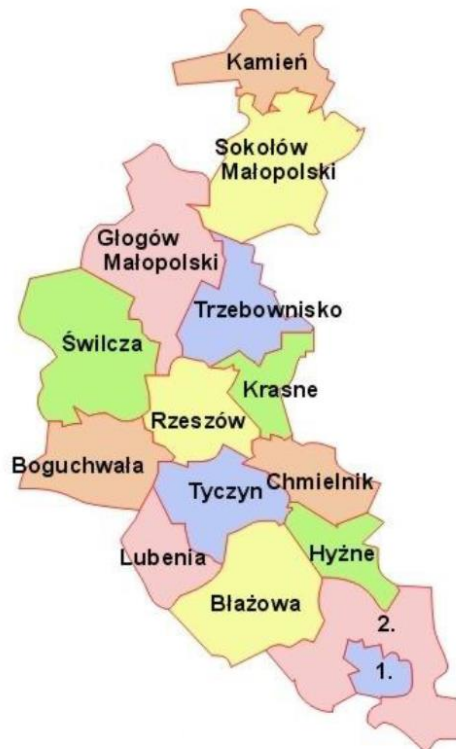 Kamień
Sokołów
Małopolski
Głogów
Małopolski
Trzebownisko
Świlcza
Krasne
Rzeszów
Boguchwała
Chmielnik
Tyczyn
Lubenia
Hyżne
Błażowa
2.
1.